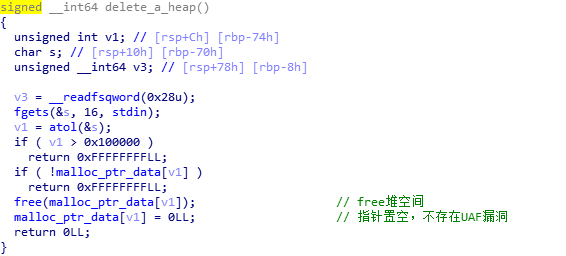 signed __int64 delete_a_heap()
{
  unsigned int v1; // [rsp+Ch] [rbp-74h]
  char s; // [rsp+10h] [rbp-70h]
  unsigned __int64 v3; // [rsp+78h] [rbp-8h]

  v3 = __readfsqword(0x28u);
  fgets(&s, 16, stdin);
  v1 = atol(&s);
  if ( v1 > 0x100000 )
    return 0xFFFFFFFFLL;
  if ( !malloc_ptr_data[v1] )
    return 0xFFFFFFFFLL;
  free(malloc_ptr_data[v1]); // free堆空间
  malloc_ptr_data[v1] = 0LL; // 指针置空，不存在UAF漏洞
  return 0LL;
}